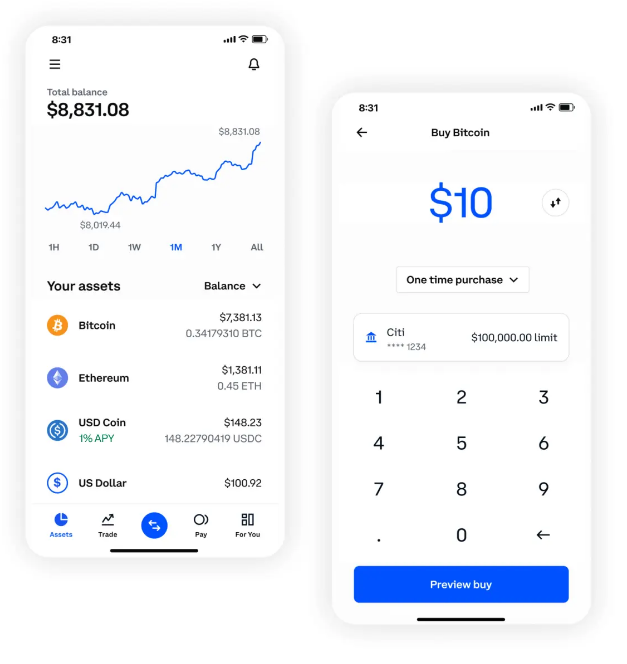 8:31
Total balance
$8,831.08
$8,831.08
$8,019.44
1H 1D 1W 1M 1Y All
Your assets Balance
Bitcoin $7,381.13
0.34179310 BTC
Ethereum $1,381.11
0.45 ETH
USD Coin $148.23
1% APY 148.22790419 USDC
$ US Dollar $100.92
Assets Trade Pay For You
8:31
Buy Bitcoin
$10
One time purchase
Citi $100,000.00 limit
**** 1234
1 2 3
4 5 6
7 8 9
. 0
Preview buy